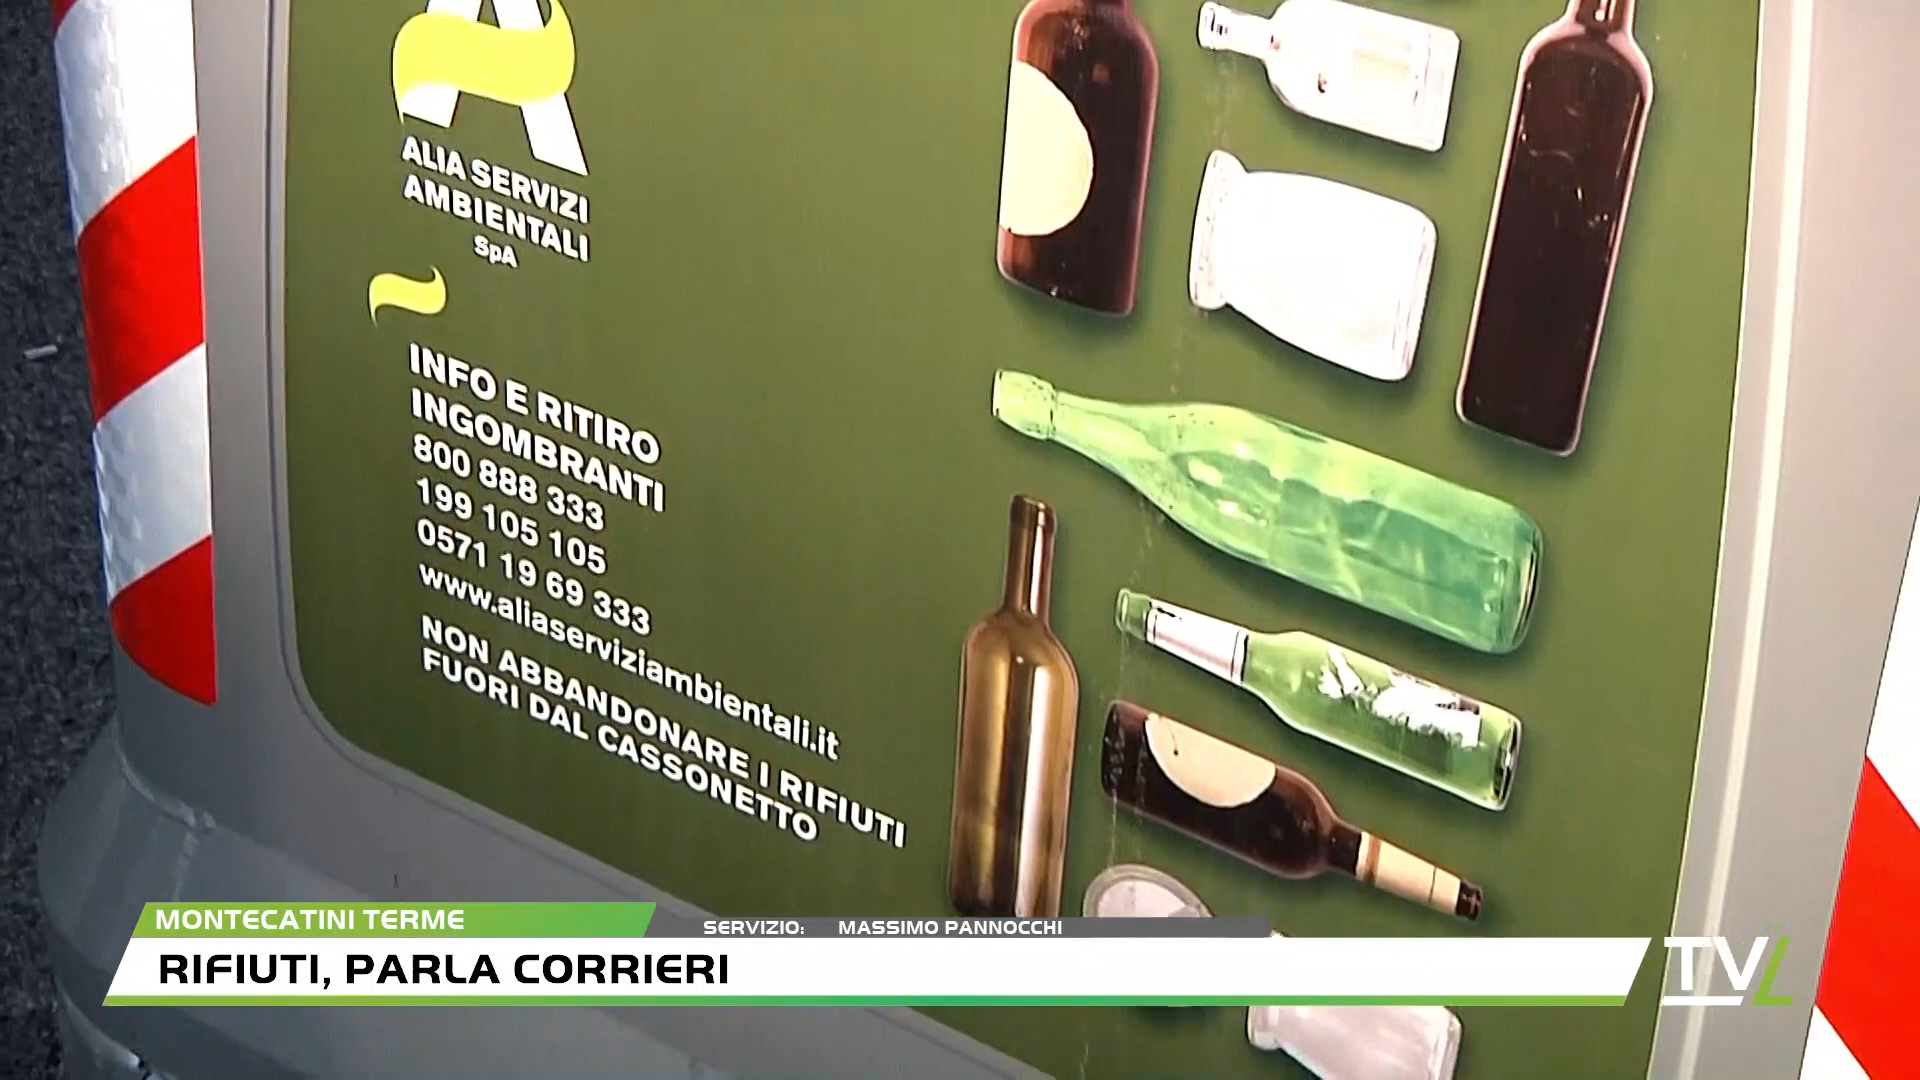 ALIA SERVIZI
AMBIENTALI
SpA
INFO E RITIRO
INGOMBRANTI
800 888 333
199 105 105
0571 19 69 333
www.aliaserviziambientali.it
NON ABBANDONARE I RIFIUTI
FUORI DAL CASSONETTO
MONTECATINI TERME
SERVIZIO: MASSIMO PANNOCCHI
RIFIUTI, PARLA CORRIERI
TVL